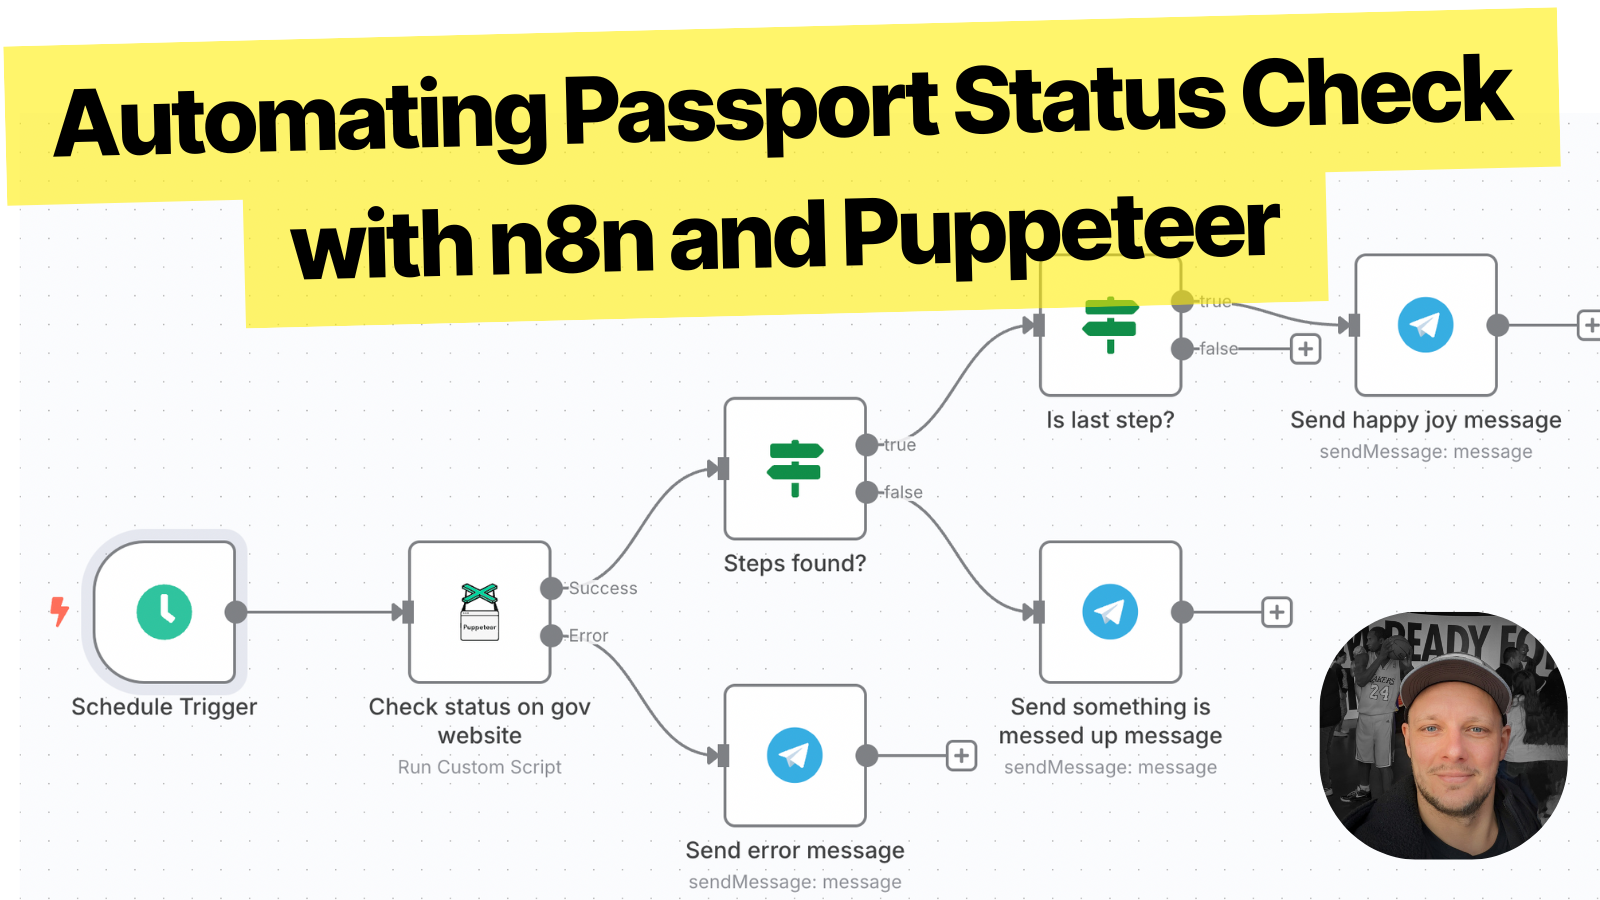 Automating Passport Status Check
with n8n and Puppeteer
true
false
Is last step?
Send happy joy message
sendMessage: message
true
false
Steps found?
Success
Error
Puppeteer
Schedule Trigger
Check status on gov
website
Run Custom Script
Send something is
messed up message
sendMessage: message
Send error message
sendMessage: message
READY FO
LAKERS
24